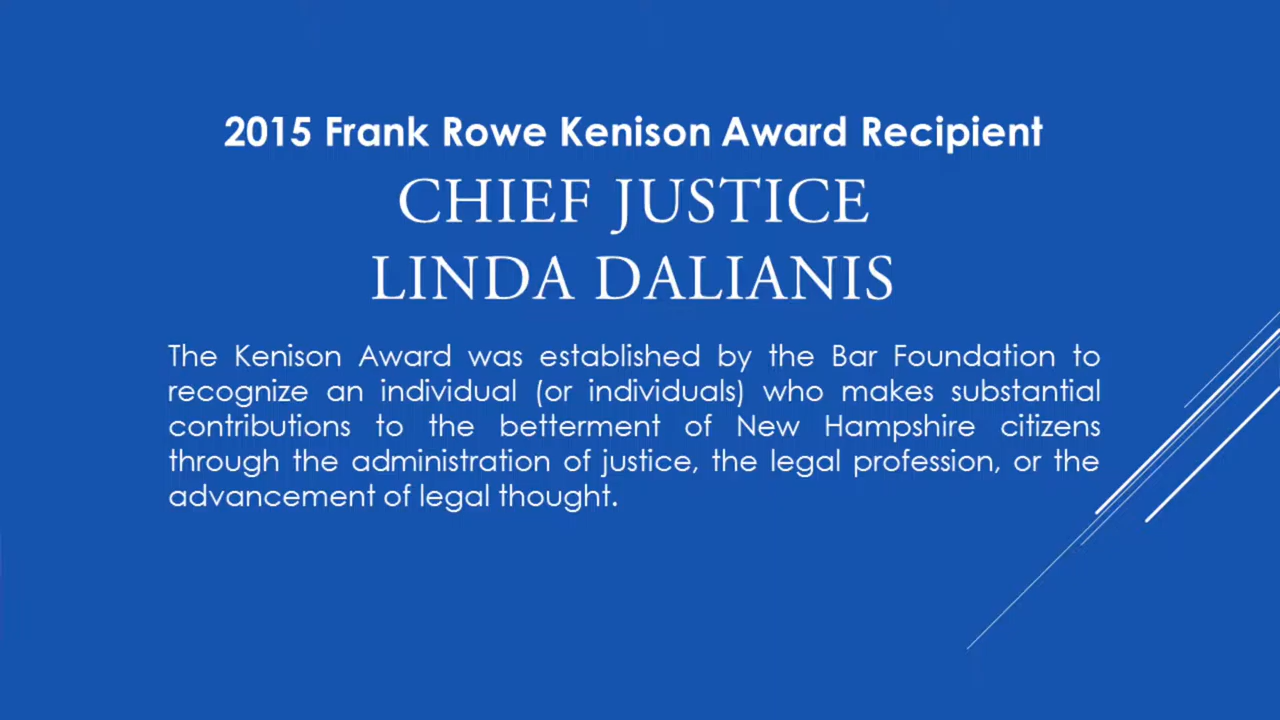 2015 Frank Rowe Kenison Award Recipient
CHIEF JUSTICE
LINDA DALIANIS
The Kenison Award was established by the Bar Foundation to
recognize an individual (or individuals) who makes substantial
contributions to the betterment of New Hampshire citizens
through the administration of justice, the legal profession, or the
advancement of legal thought.